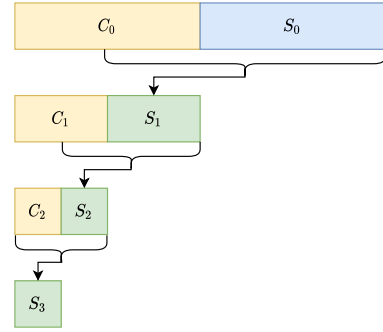 C₀ S₀
C₁ S₁
C₂ S₂
S₃